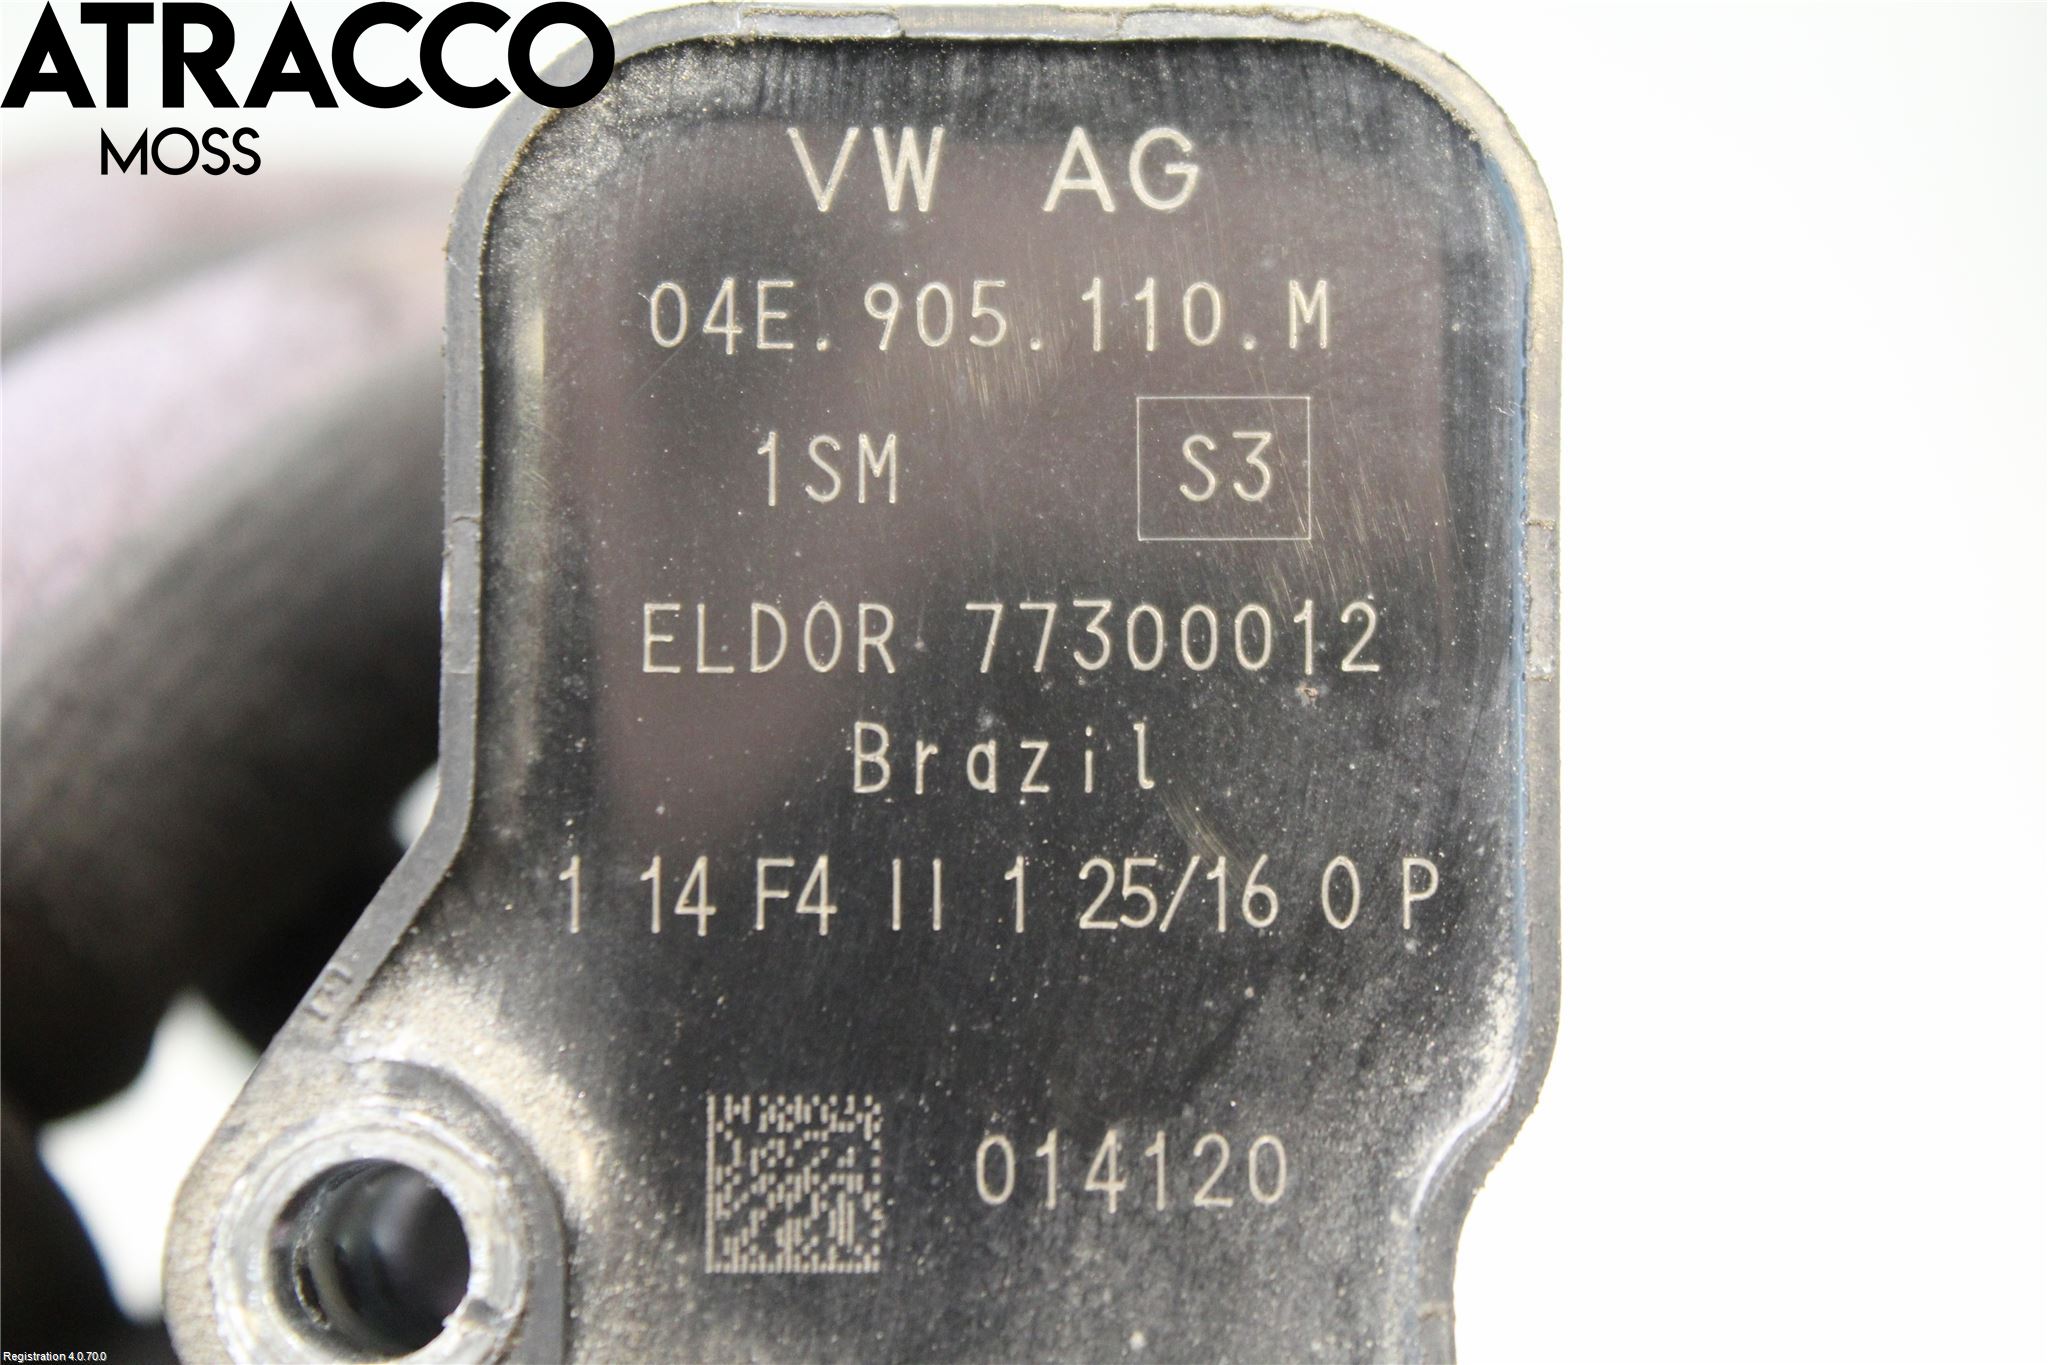 ATRACCO
MOSS
VW AG
04E.905.110.M
1SM S3
ELDOR 77300012
Brazil
1 14 F4 II 1 25/16 0 P
014120
Registration 4.0.70.0